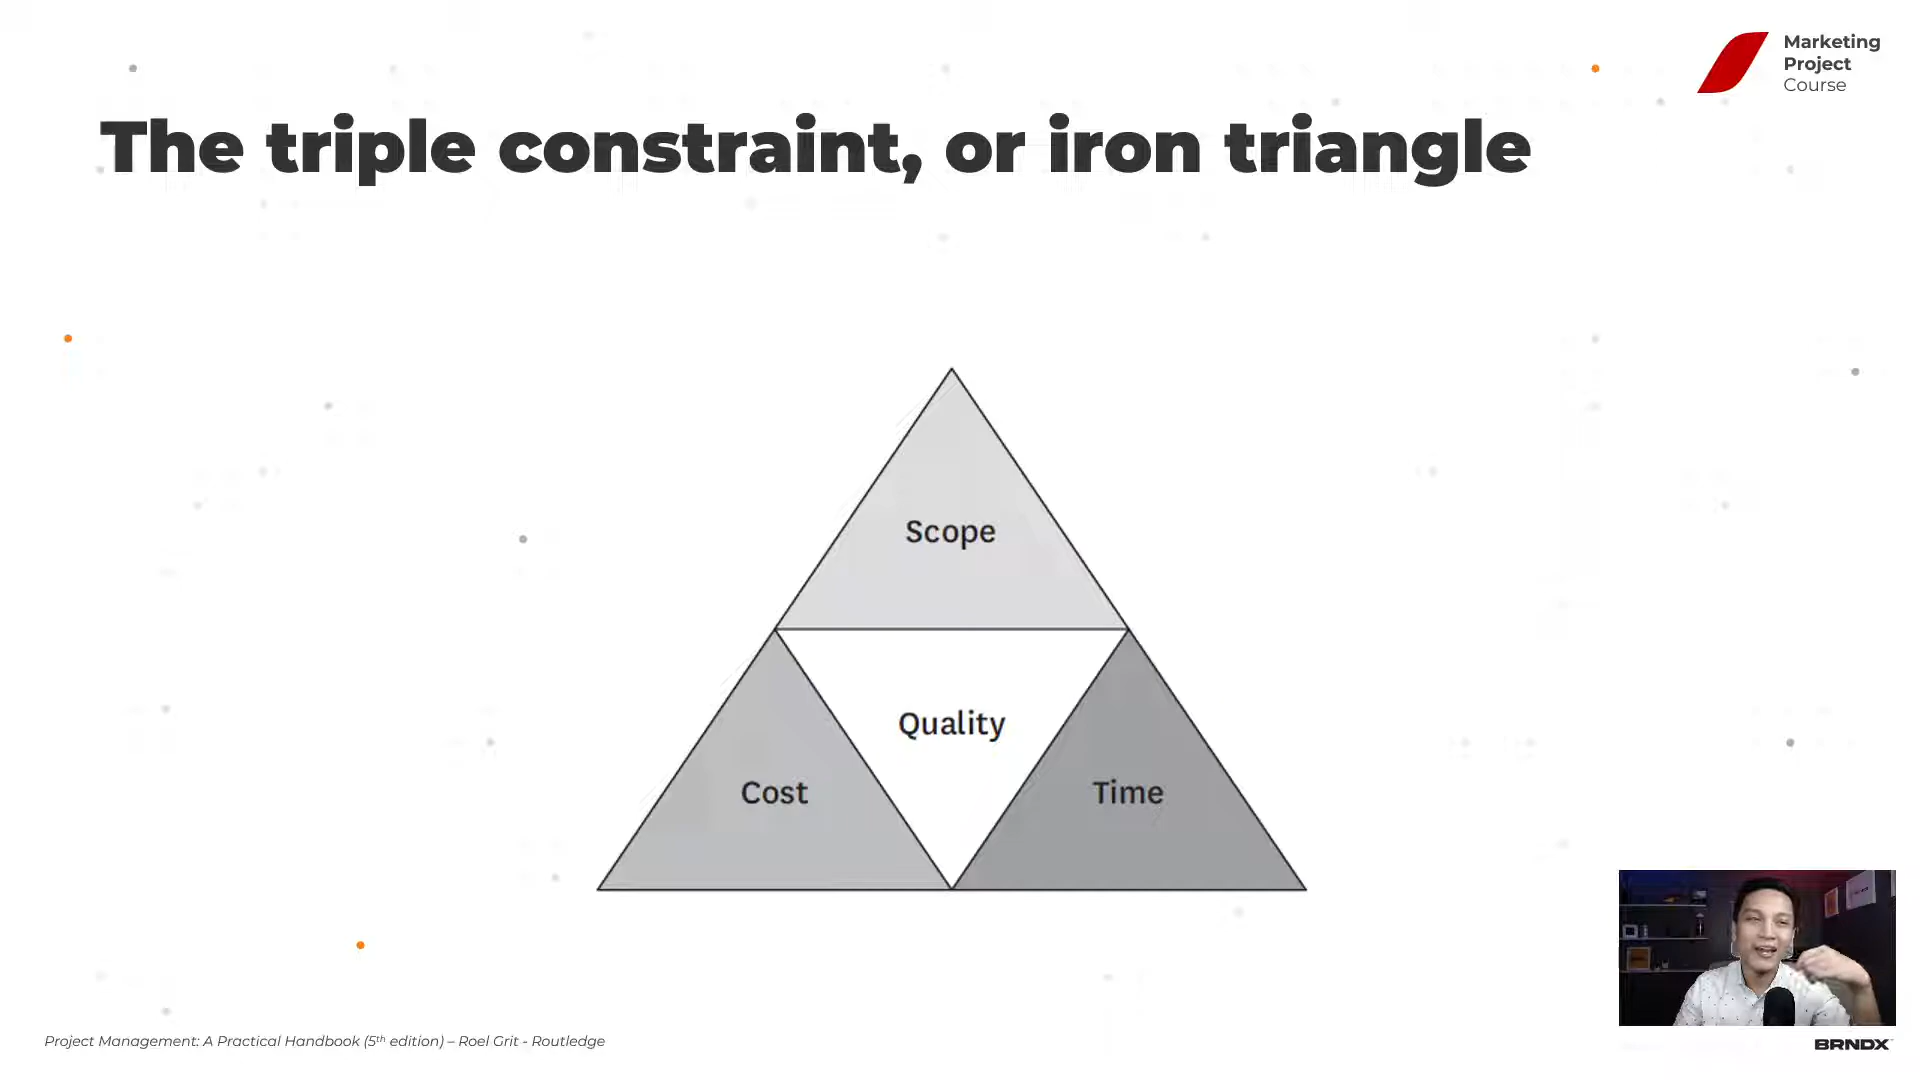 Marketing
Project
Course
The triple constraint, or iron triangle
Scope
Quality
Cost
Time
Project Management: A Practical Handbook (5th edition) – Roel Grit - Routledge
BRNDX